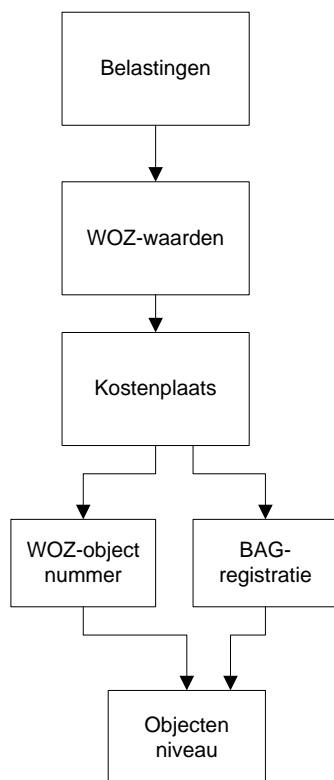 Belastingen
WOZ-waarden
Kostenplaats
WOZ-object
nummer
BAG-
registratie
Objecten
niveau